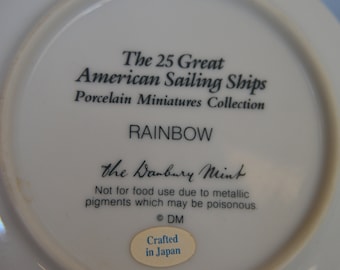 The 25 Great
American Sailing Ships
Porcelain Miniatures Collection
RAINBOW
the Danbury Mint
Not for food use due to metallic
pigments which may be poisonous.
© DM
Crafted
in Japan